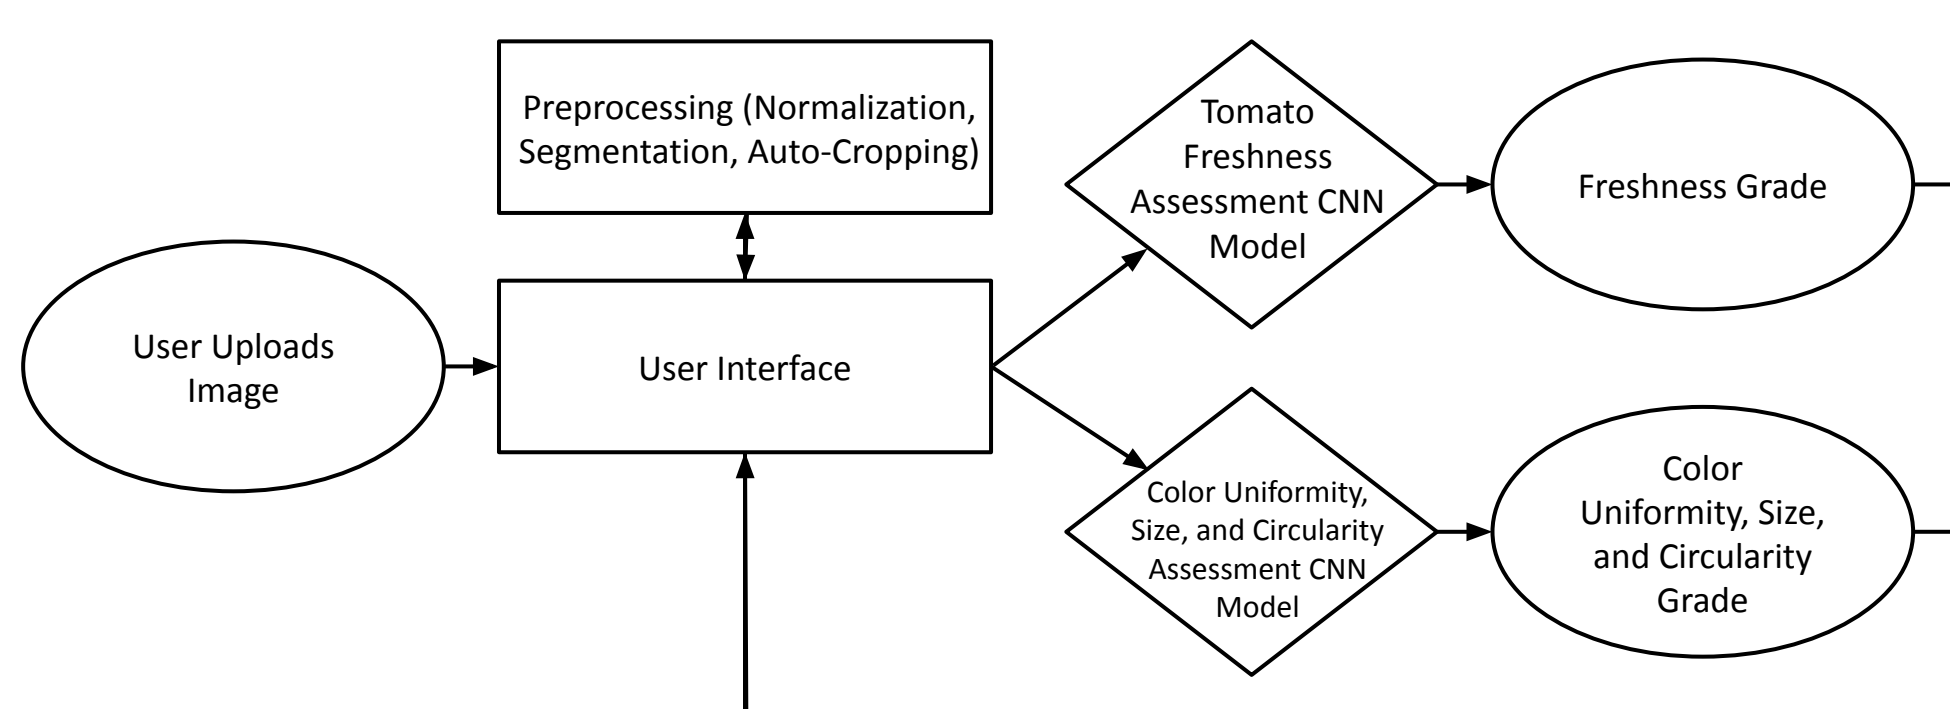 Preprocessing (Normalization,
Segmentation, Auto-Cropping)
Tomato
Freshness
Assessment CNN
Model
Freshness Grade
User Uploads
Image
User Interface
Color Uniformity,
Size, and Circularity
Assessment CNN
Model
Color
Uniformity, Size,
and Circularity
Grade